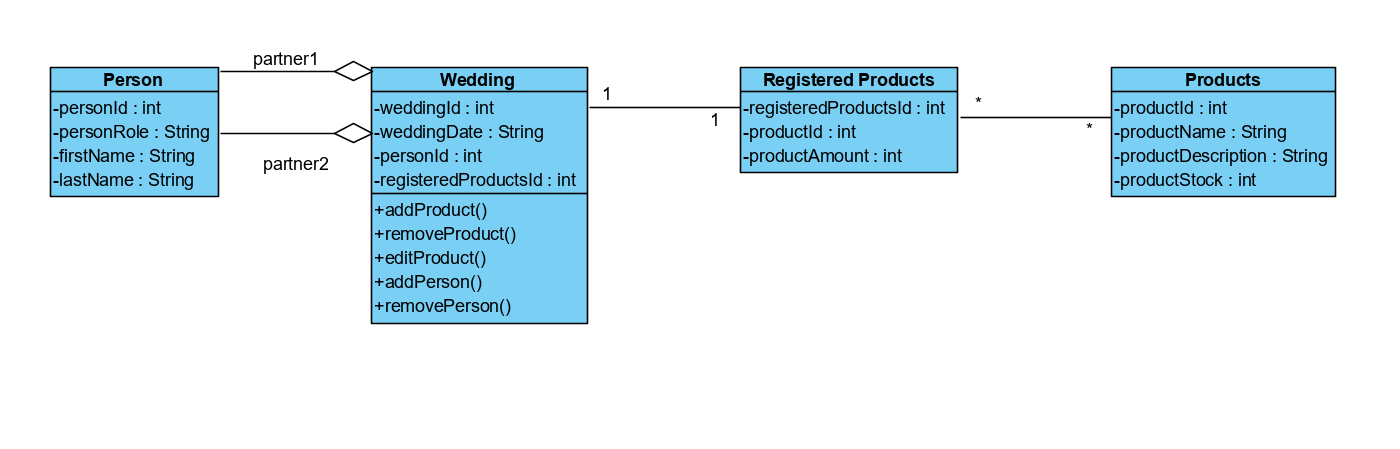 partner1
partner2
Person
-personId : int
-personRole : String
-firstName : String
-lastName : String
Wedding
-weddingId : int
-weddingDate : String
-personId : int
-registeredProductsId : int
+addProduct()
+removeProduct()
+editProduct()
+addPerson()
+removePerson()
1
1
Registered Products
-registeredProductsId : int
-productId : int
-productAmount : int
*
*
Products
-productId : int
-productName : String
-productDescription : String
-productStock : int